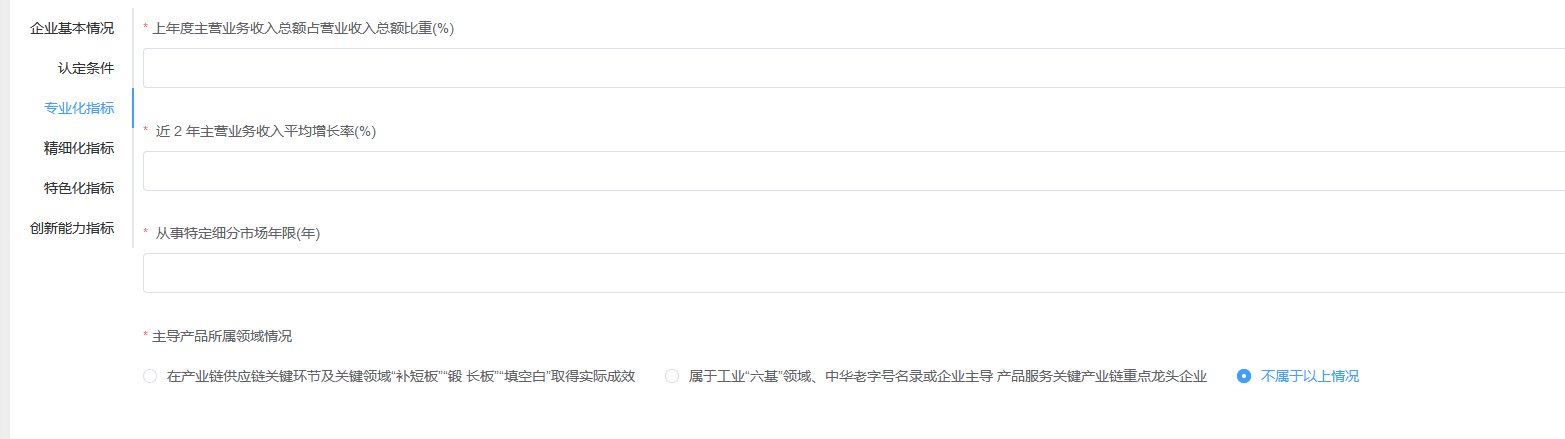 企业基本情况
认定条件
专业化指标
精细化指标
特色化指标
创新能力指标
* 上年度主营业务收入总额占营业收入总额比重(%)
* 近 2 年主营业务收入平均增长率(%)
* 从事特定细分市场年限(年)
* 主导产品所属领域情况
在产业链供应链关键环节及关键领域“补短板”“锻 长板”“填空白”取得实际成效 属于工业“六基”领域、中华老字号名录或企业主导 产品服务关键产业链重点龙头企业 不属于以上情况